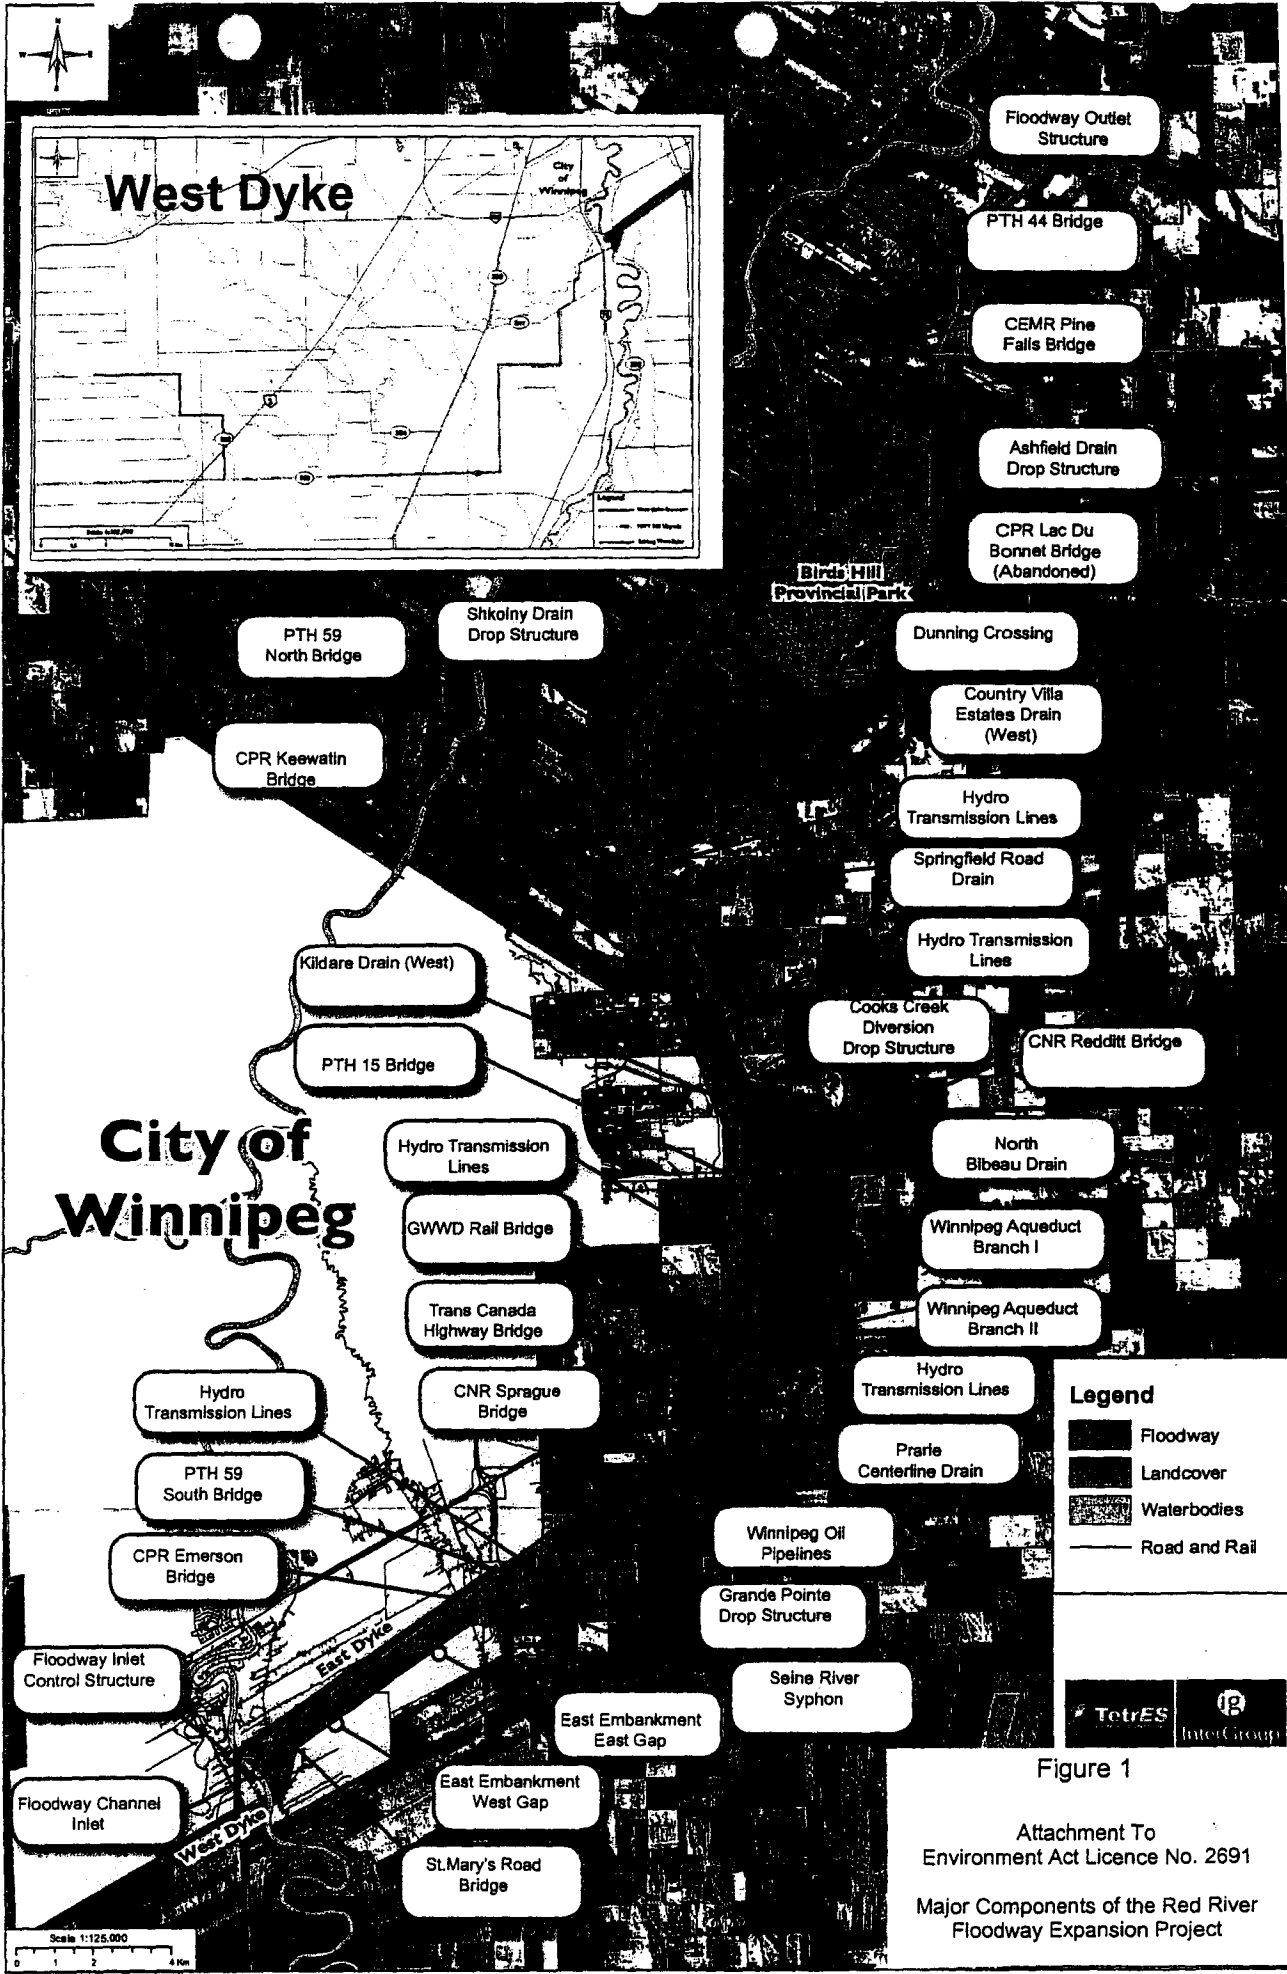 N
W
E
S
West Dyke
City
of
Winnipeg
Legend
Floodway Outlet
Structure
PTH 44 Bridge
CEMR Pine
Falls Bridge
Ashfield Drain
Drop Structure
CPR Lac Du
Bonnet Bridge
(Abandoned)
Birds Hill
Provincial Park
Shkolny Drain
Drop Structure
PTH 59
North Bridge
Dunning Crossing
Country Villa
Estates Drain
(West)
CPR Keewatin
Bridge
Hydro
Transmission Lines
Springfield Road
Drain
Hydro Transmission
Lines
Kildare Drain (West)
Cooks Creek
Diversion
Drop Structure
CNR Redditt Bridge
PTH 15 Bridge
City of
Winnipeg
Hydro Transmission
Lines
North
Bibeau Drain
GWWD Rail Bridge
Winnipeg Aqueduct
Branch I
Trans Canada
Highway Bridge
Winnipeg Aqueduct
Branch II
Hydro
Transmission Lines
CNR Sprague
Bridge
Hydro
Transmission Lines
Prarie
Centerline Drain
PTH 59
South Bridge
Winnipeg Oil
Pipelines
CPR Emerson
Bridge
Grande Pointe
Drop Structure
East Dyke
Floodway Inlet
Control Structure
Seine River
Syphon
East Embankment
East Gap
East Embankment
West Gap
Floodway Channel
Inlet
West Dyke
St.Mary's Road
Bridge
Scale 1:125,000
0 1 2 4 Km
Legend
Floodway
Landcover
Waterbodies
Road and Rail
TetrES
ig
InterGroup
Figure 1
Attachment To
Environment Act Licence No. 2691
Major Components of the Red River
Floodway Expansion Project